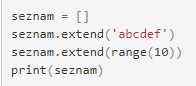 seznam = []
seznam.extend('abcdef')
seznam.extend(range(10))
print(seznam)